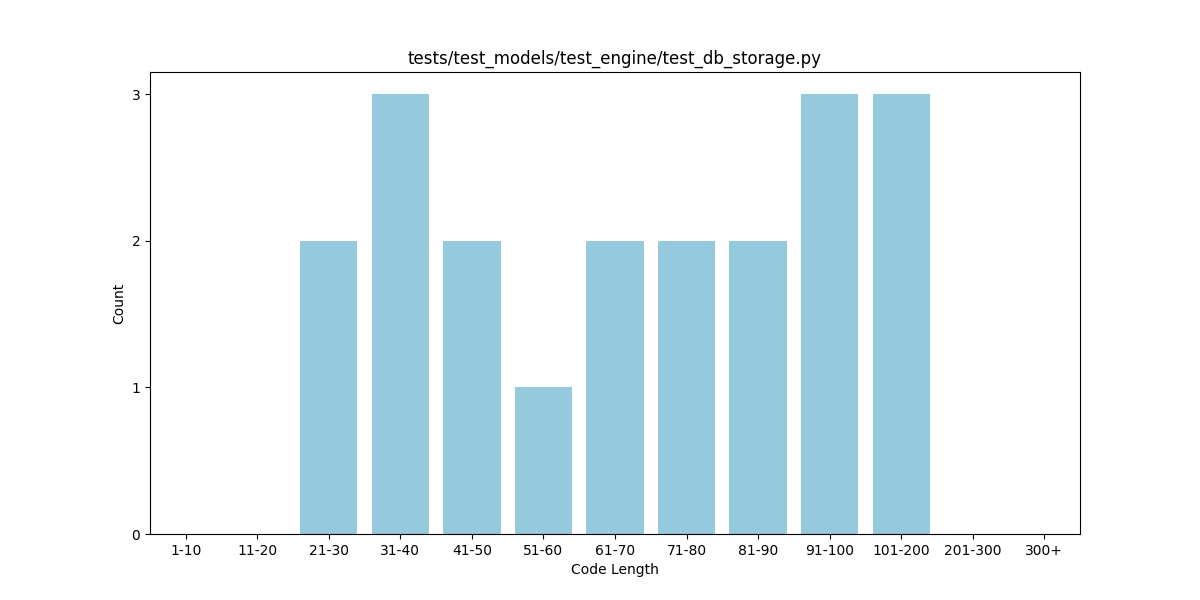 tests/test_models/test_engine/test_db_storage.py
Count
3
2
1
0
1-10 11-20 21-30 31-40 41-50 51-60 61-70 71-80 81-90 91-100 101-200 201-300 300+
Code Length